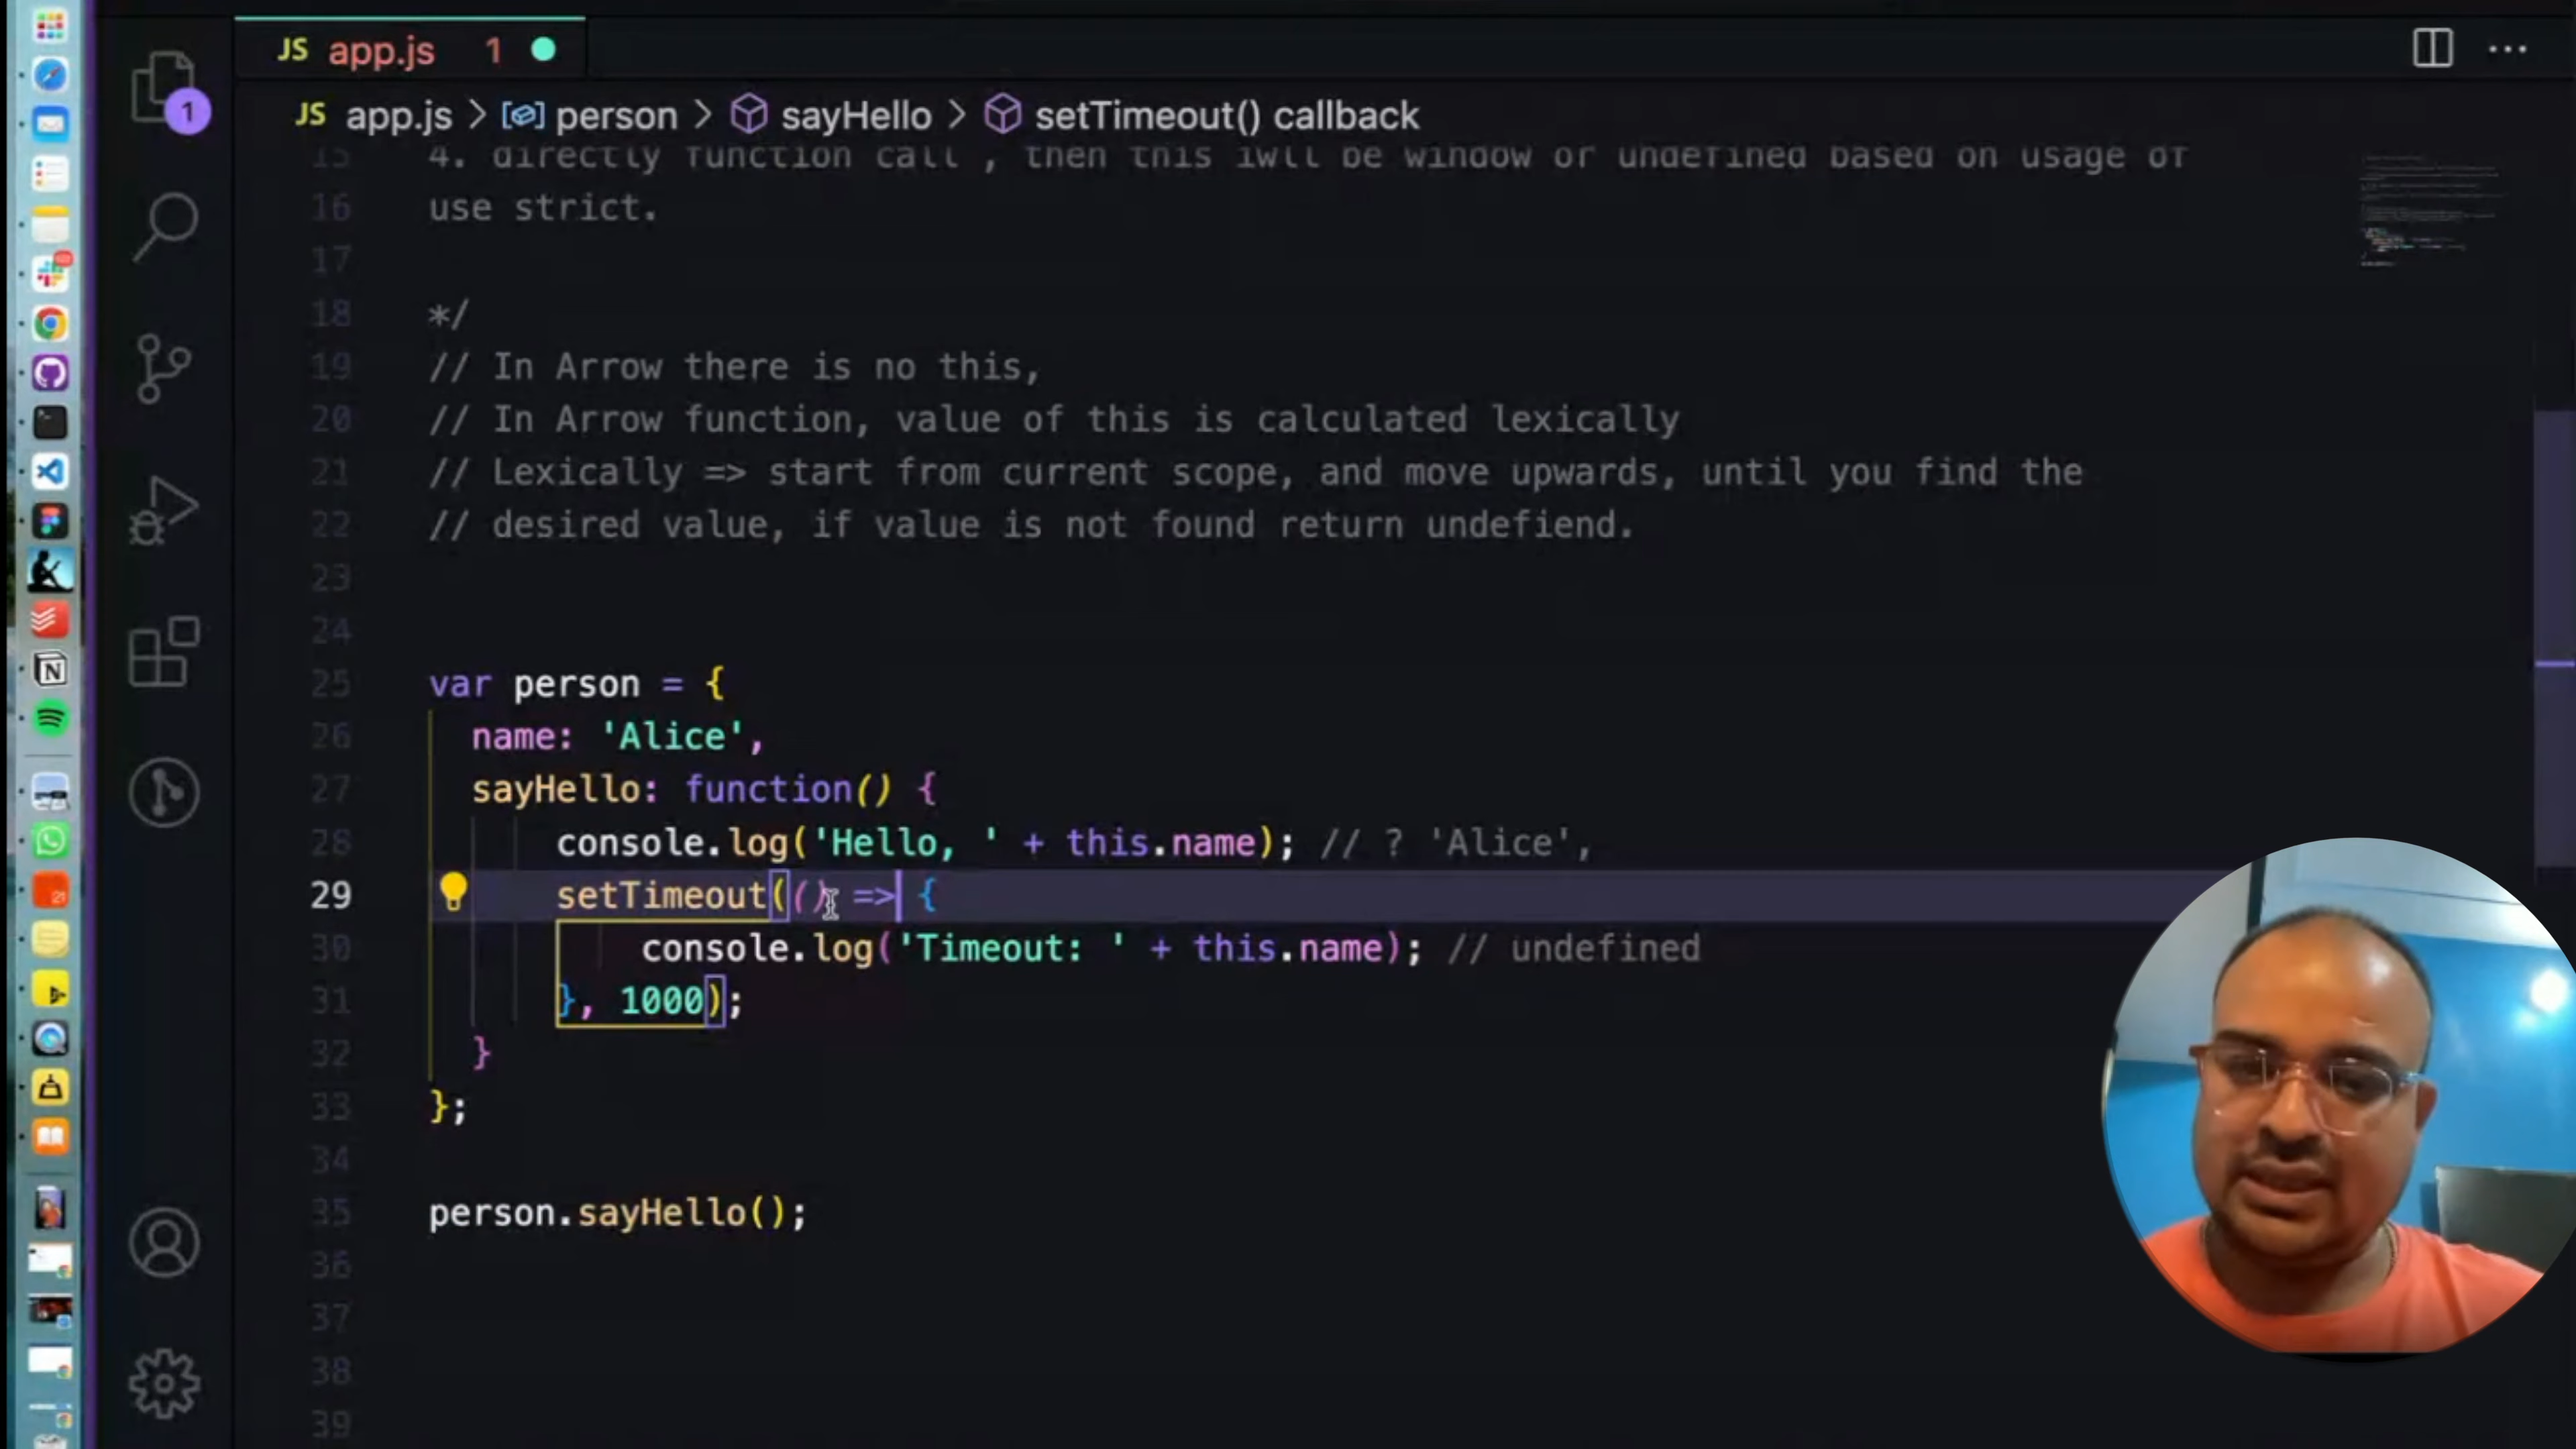 JS app.js 1
JS app.js > person > sayHello > setTimeout() callback
1
15 4. directly function call , then this iwll be window or undefined based on usage of
16 use strict.
17
18 */
19 // In Arrow there is no this,
20 // In Arrow function, value of this is calculated lexically
21 // Lexically => start from current scope, and move upwards, until you find the
22 // desired value, if value is not found return undefiend.
23
24
25 var person = {
26 name: 'Alice',
27 sayHello: function() {
28 console.log('Hello, ' + this.name); // ? 'Alice',
29 setTimeout(() => {
30 console.log('Timeout: ' + this.name); // undefined
31 }, 1000);
32 }
33 };
34
35 person.sayHello();
36
37
38
39